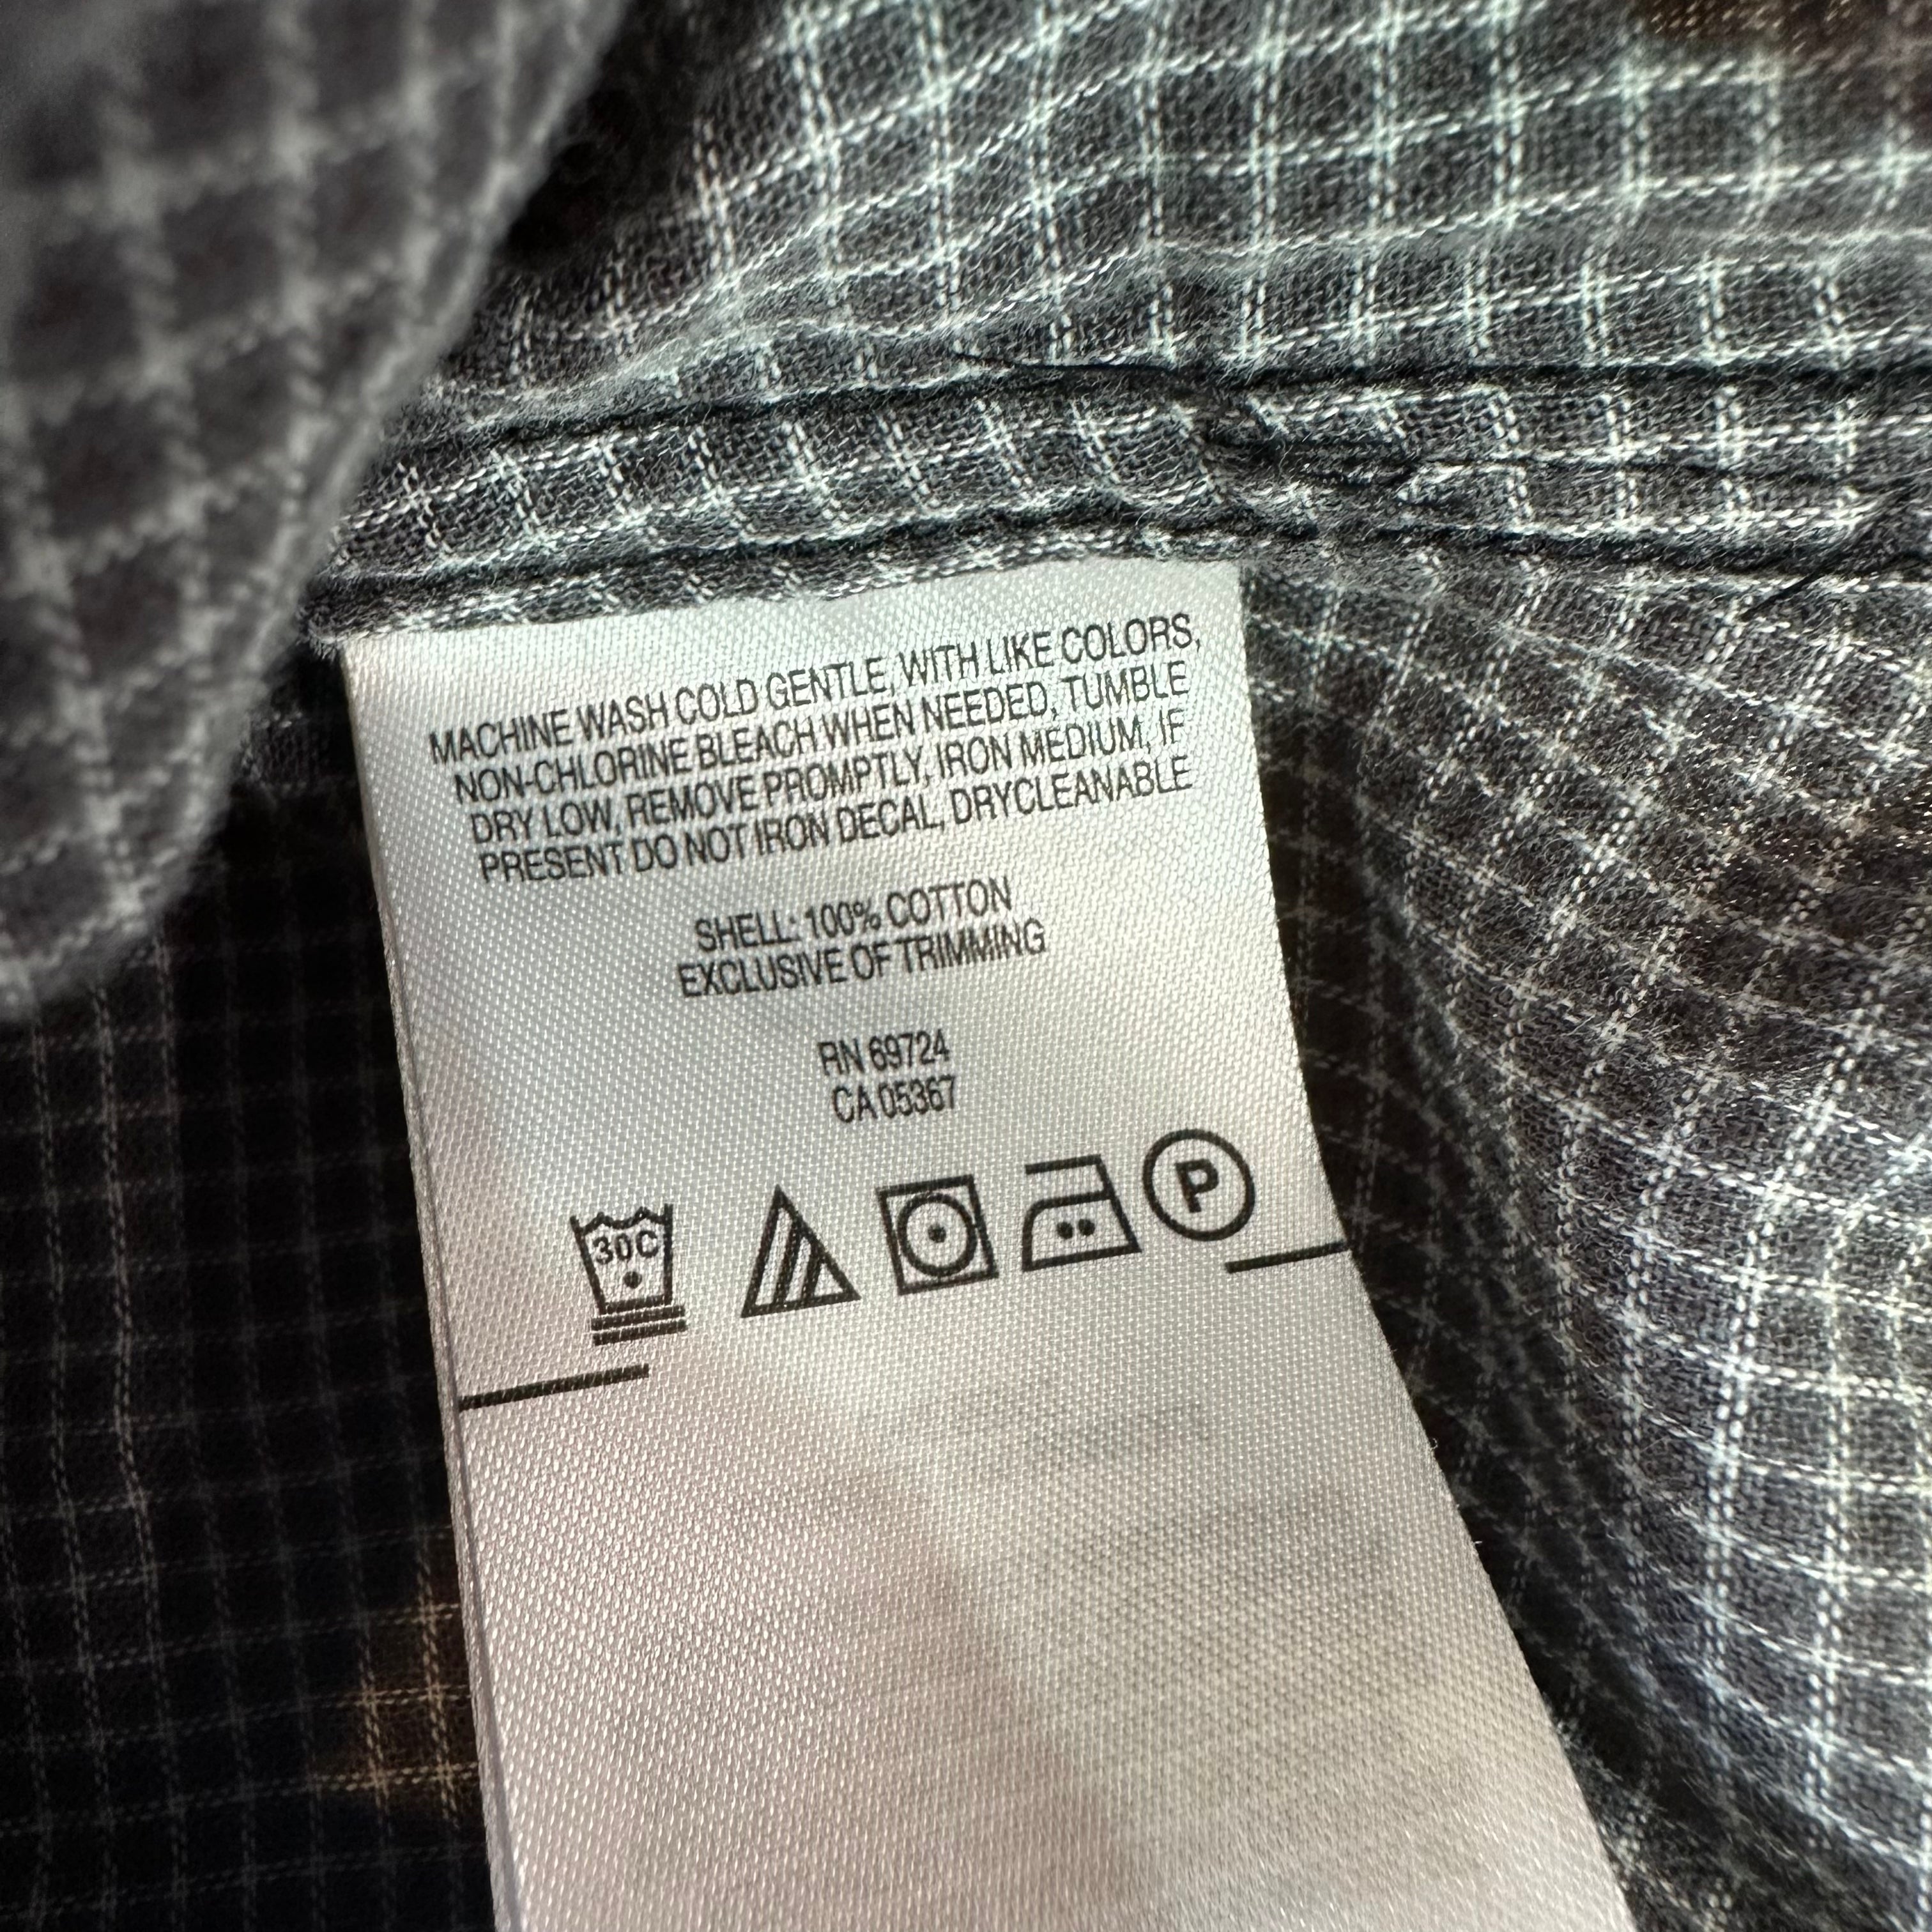 MACHINE WASH COLD GENTLE, WITH LIKE COLORS,
NON-CHLORINE BLEACH WHEN NEEDED, TUMBLE
DRY LOW, REMOVE PROMPTLY, IRON MEDIUM, IF
PRESENT DO NOT IRON DECAL, DRYCLEANABLE
SHELL: 100% COTTON
EXCLUSIVE OF TRIMMING
RN 69724
CA 05367
30C
P